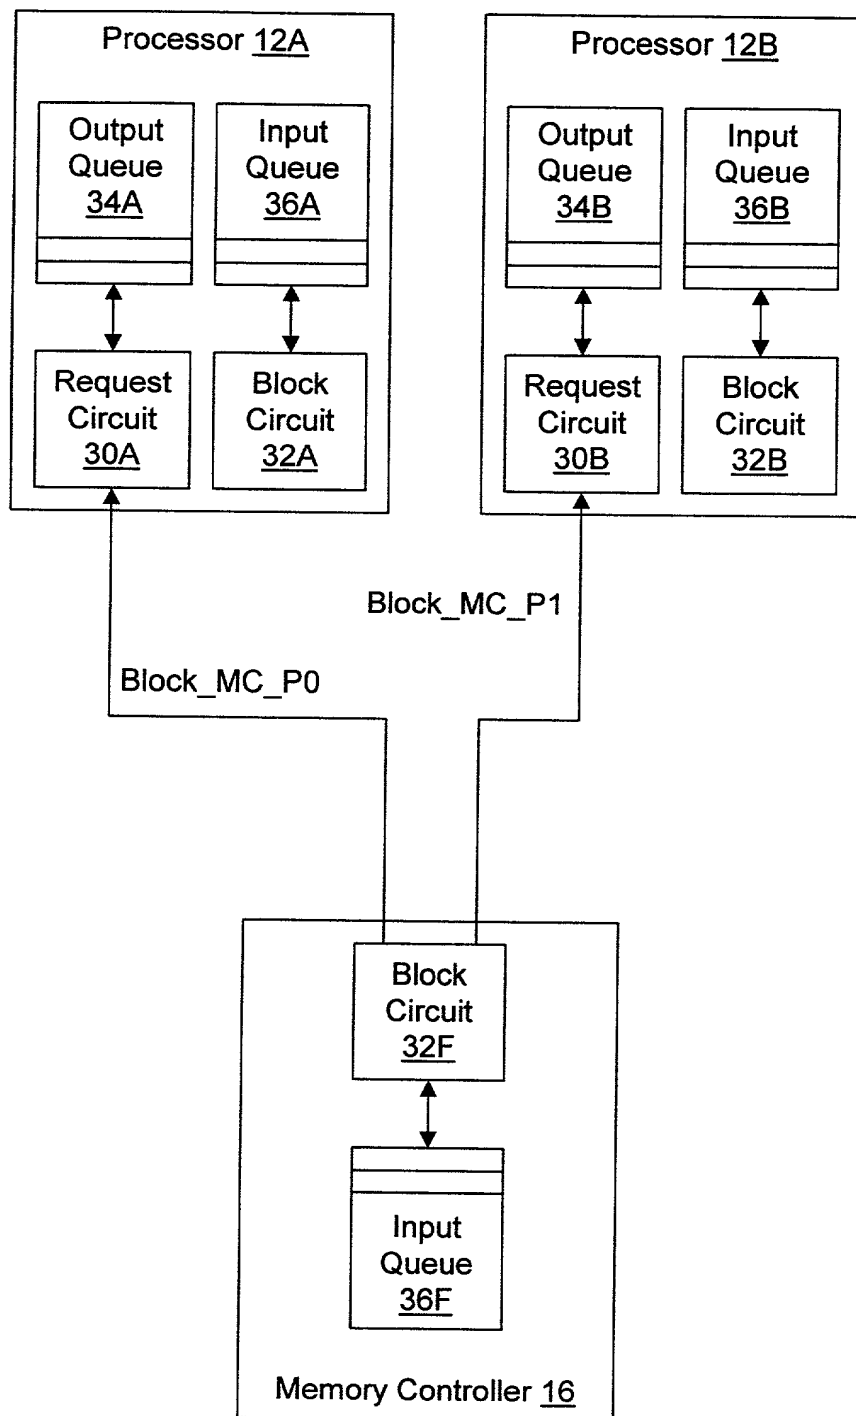 Processor 12A
Output
Queue
34A
Input
Queue
36A
Request
Circuit
30A
Block
Circuit
32A
Processor 12B
Output
Queue
34B
Input
Queue
36B
Request
Circuit
30B
Block
Circuit
32B
Block_MC_P1
Block_MC_P0
Block
Circuit
32F
Input
Queue
36F
Memory Controller 16